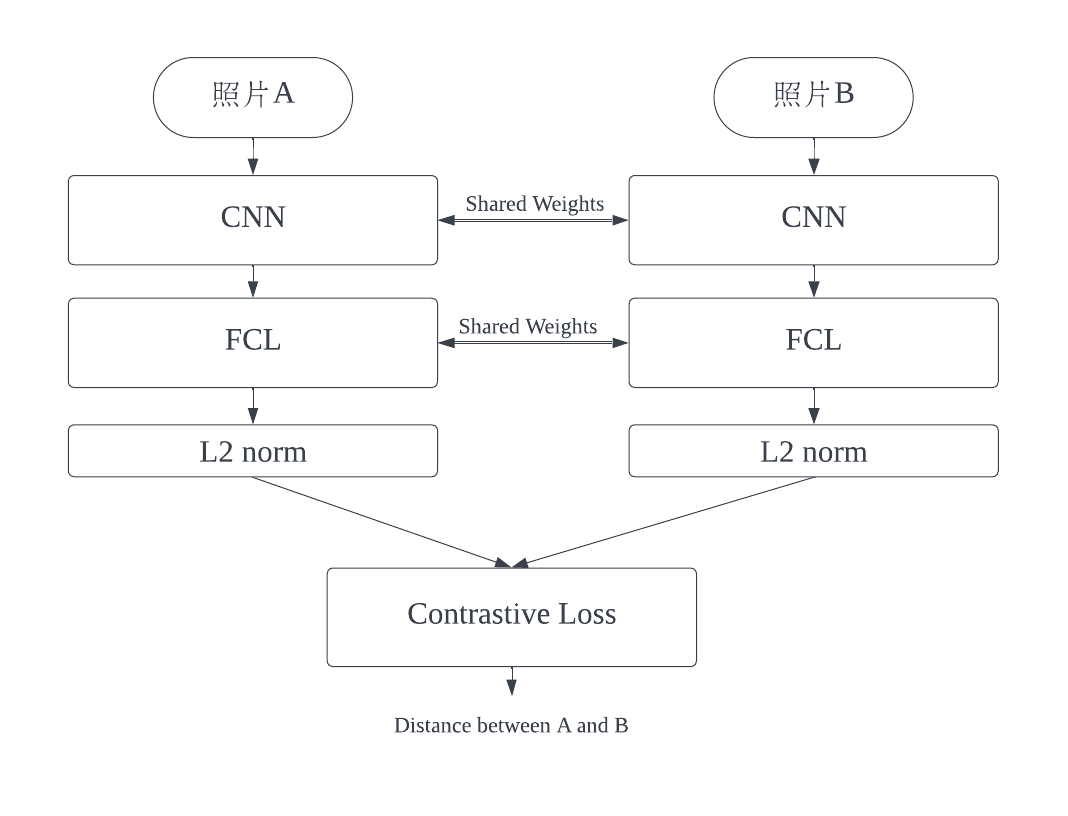 照片A
照片B
CNN
Shared Weights
CNN
FCL
Shared Weights
FCL
L2 norm
L2 norm
Contrastive Loss
Distance between A and B